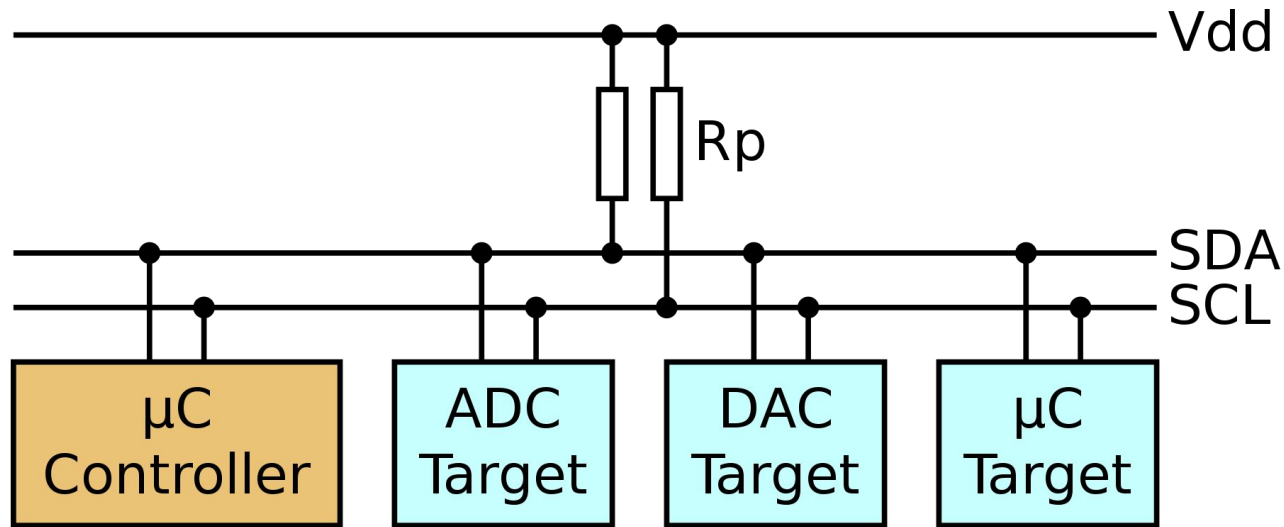 Vdd
Rp
SDA
SCL
µC
Controller
ADC
Target
DAC
Target
µC
Target